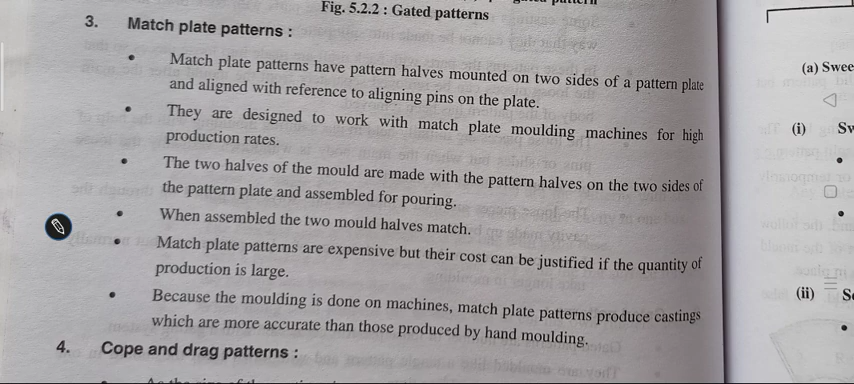 Fig. 5.2.2 : Gated patterns
3. Match plate patterns :
• Match plate patterns have pattern halves mounted on two sides of a pattern plate
and aligned with reference to aligning pins on the plate.
• They are designed to work with match plate moulding machines for high
production rates.
• The two halves of the mould are made with the pattern halves on the two sides of
the pattern plate and assembled for pouring.
• When assembled the two mould halves match.
• Match plate patterns are expensive but their cost can be justified if the quantity of
production is large.
• Because the moulding is done on machines, match plate patterns produce castings
which are more accurate than those produced by hand moulding.
4. Cope and drag patterns :
(a) Swee
(i) Sw
•
•
(ii) Se
•